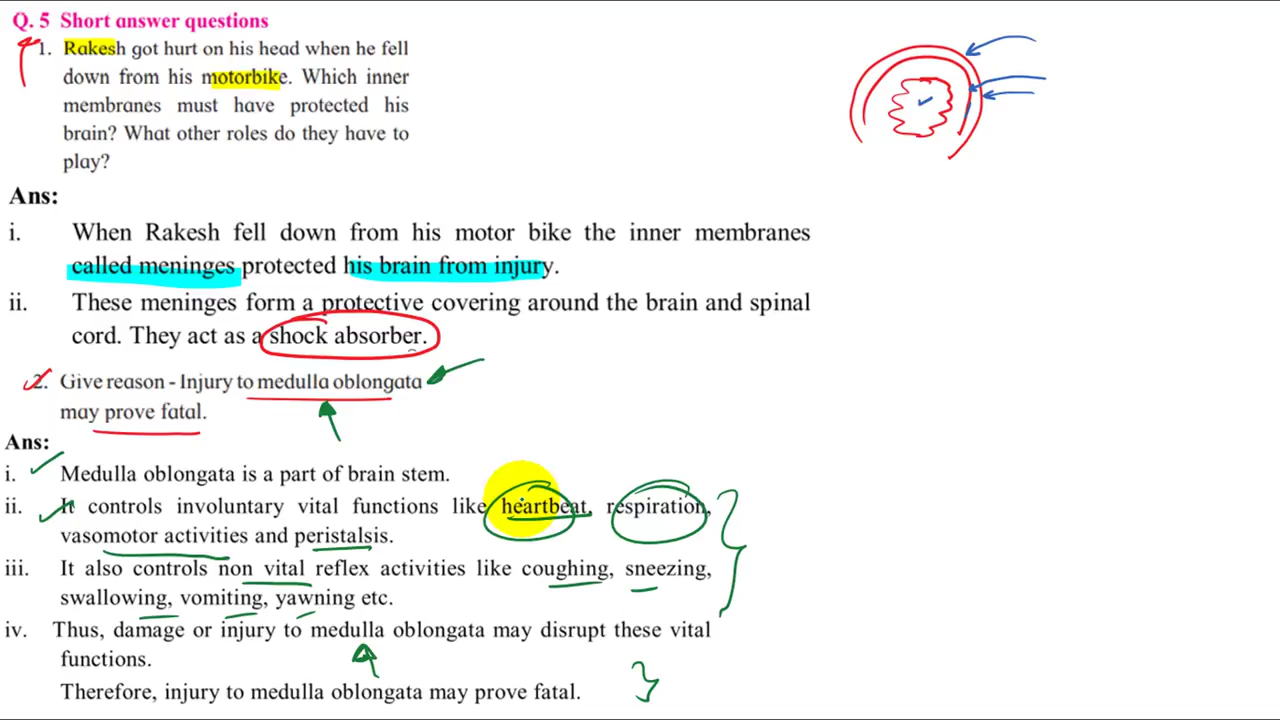 Q. 5 Short answer questions
1. Rakesh got hurt on his head when he fell
down from his motorbike. Which inner
membranes must have protected his
brain? What other roles do they have to
play?
Ans:
i. When Rakesh fell down from his motor bike the inner membranes
called meninges protected his brain from injury.
ii. These meninges form a protective covering around the brain and spinal
cord. They act as a shock absorber.
2. Give reason - Injury to medulla oblongata
may prove fatal.
Ans:
i. Medulla oblongata is a part of brain stem.
ii. It controls involuntary vital functions like heartbeat, respiration,
vasomotor activities and peristalsis.
iii. It also controls non vital reflex activities like coughing, sneezing,
swallowing, vomiting, yawning etc.
iv. Thus, damage or injury to medulla oblongata may disrupt these vital
functions.
Therefore, injury to medulla oblongata may prove fatal.